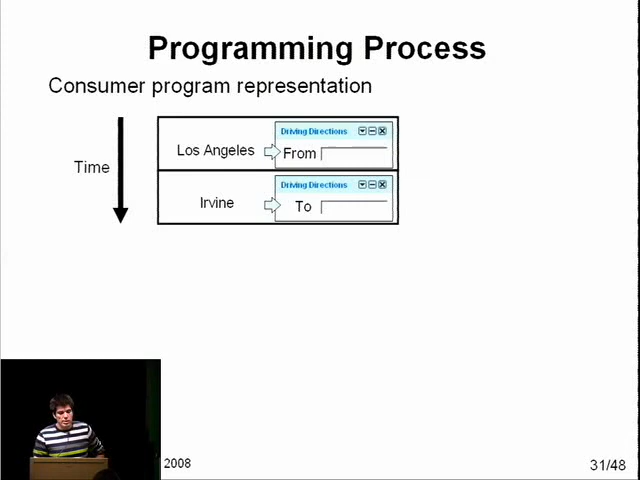 Programming Process
Consumer program representation
Time
Los Angeles
Driving Directions
From
Irvine
Driving Directions
To
2008
31/48